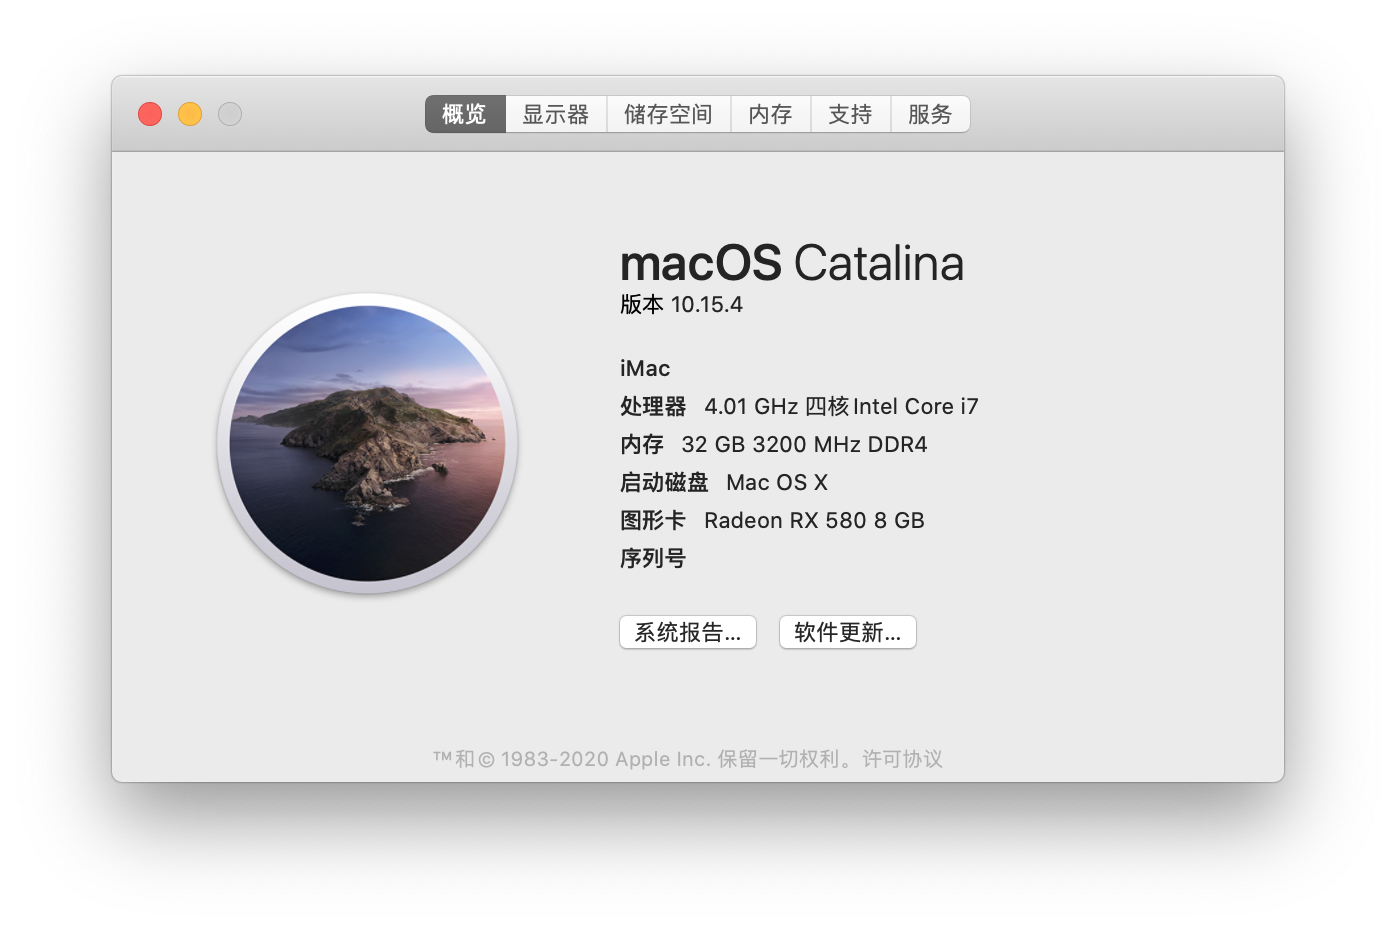 概览 显示器 储存空间 内存 支持 服务
macOS Catalina
版本 10.15.4
iMac
处理器 4.01 GHz 四核Intel Core i7
内存 32 GB 3200 MHz DDR4
启动磁盘 Mac OS X
图形卡 Radeon RX 580 8 GB
序列号
系统报告... 软件更新...
™和© 1983-2020 Apple Inc. 保留一切权利。许可协议